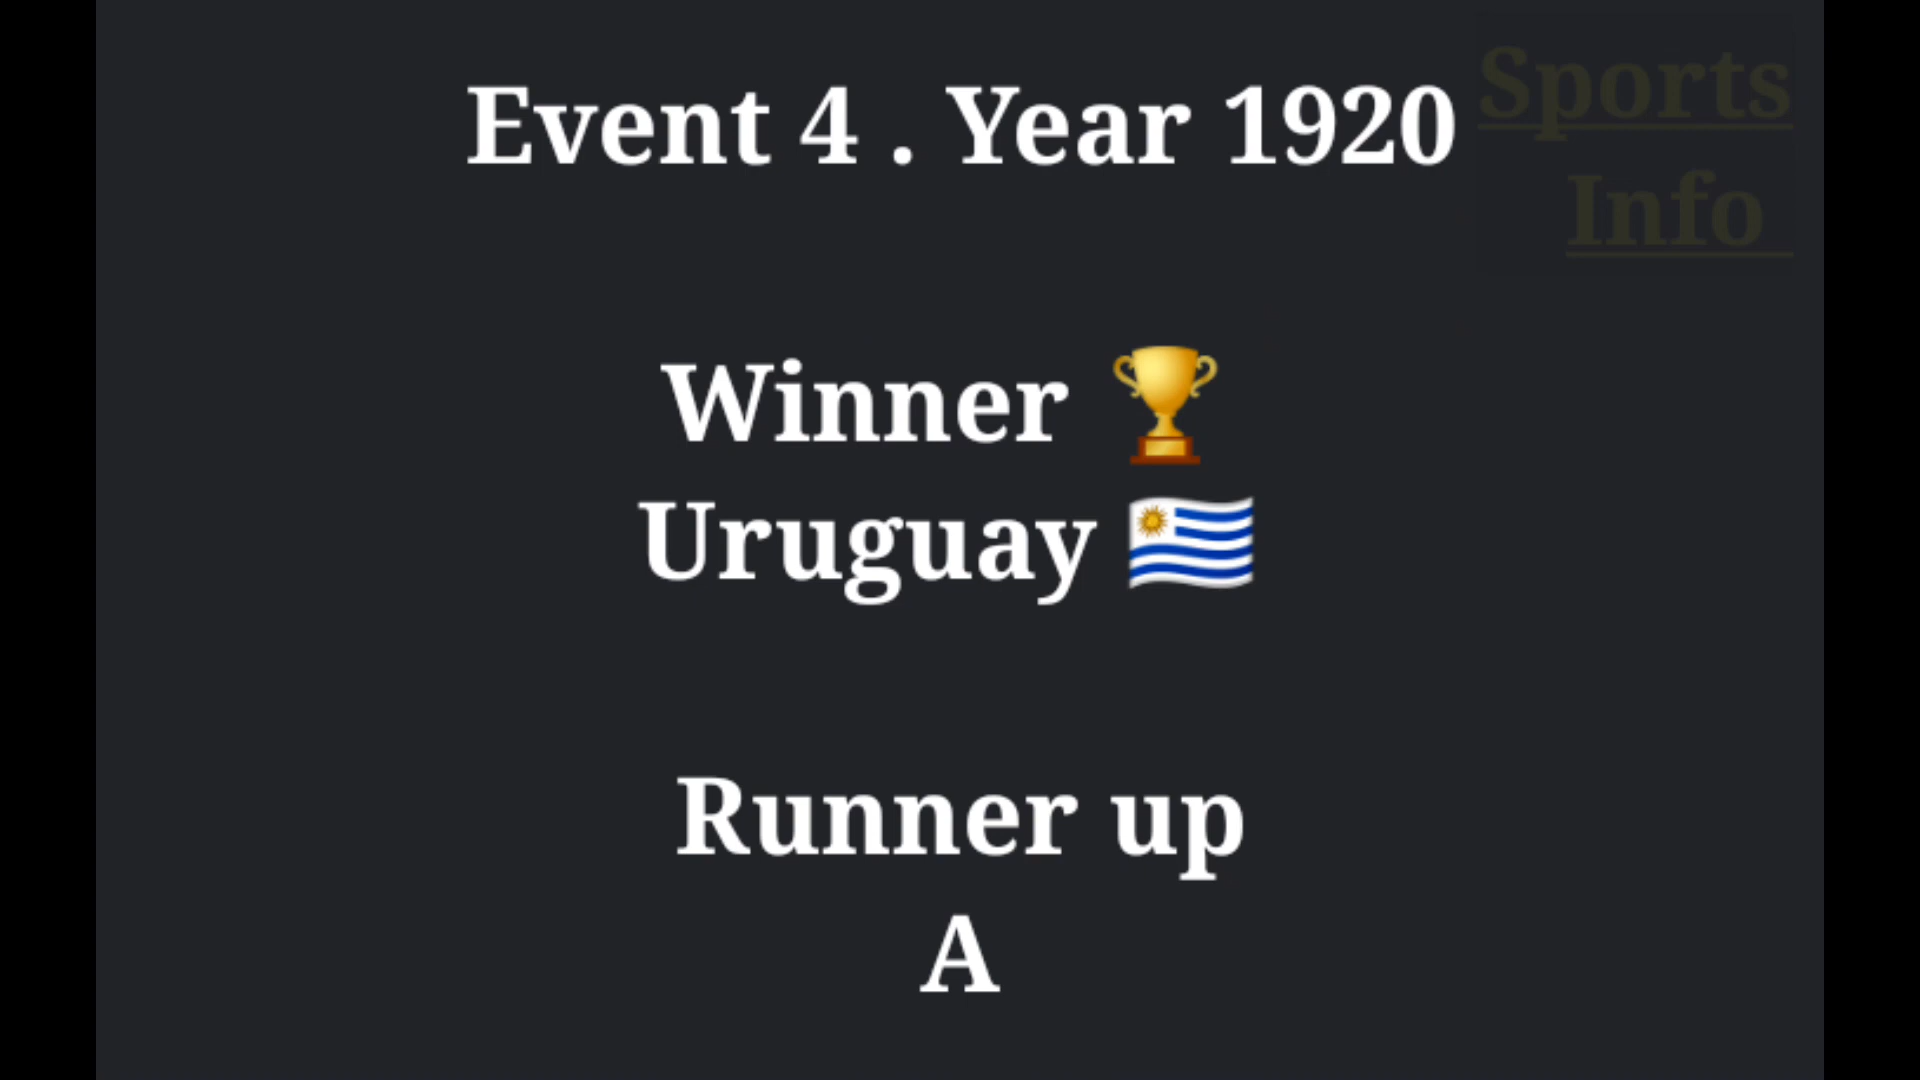 Event 4 . Year 1920
Sports
Info
Winner 🏆
Uruguay 🇺🇾
Runner up
A